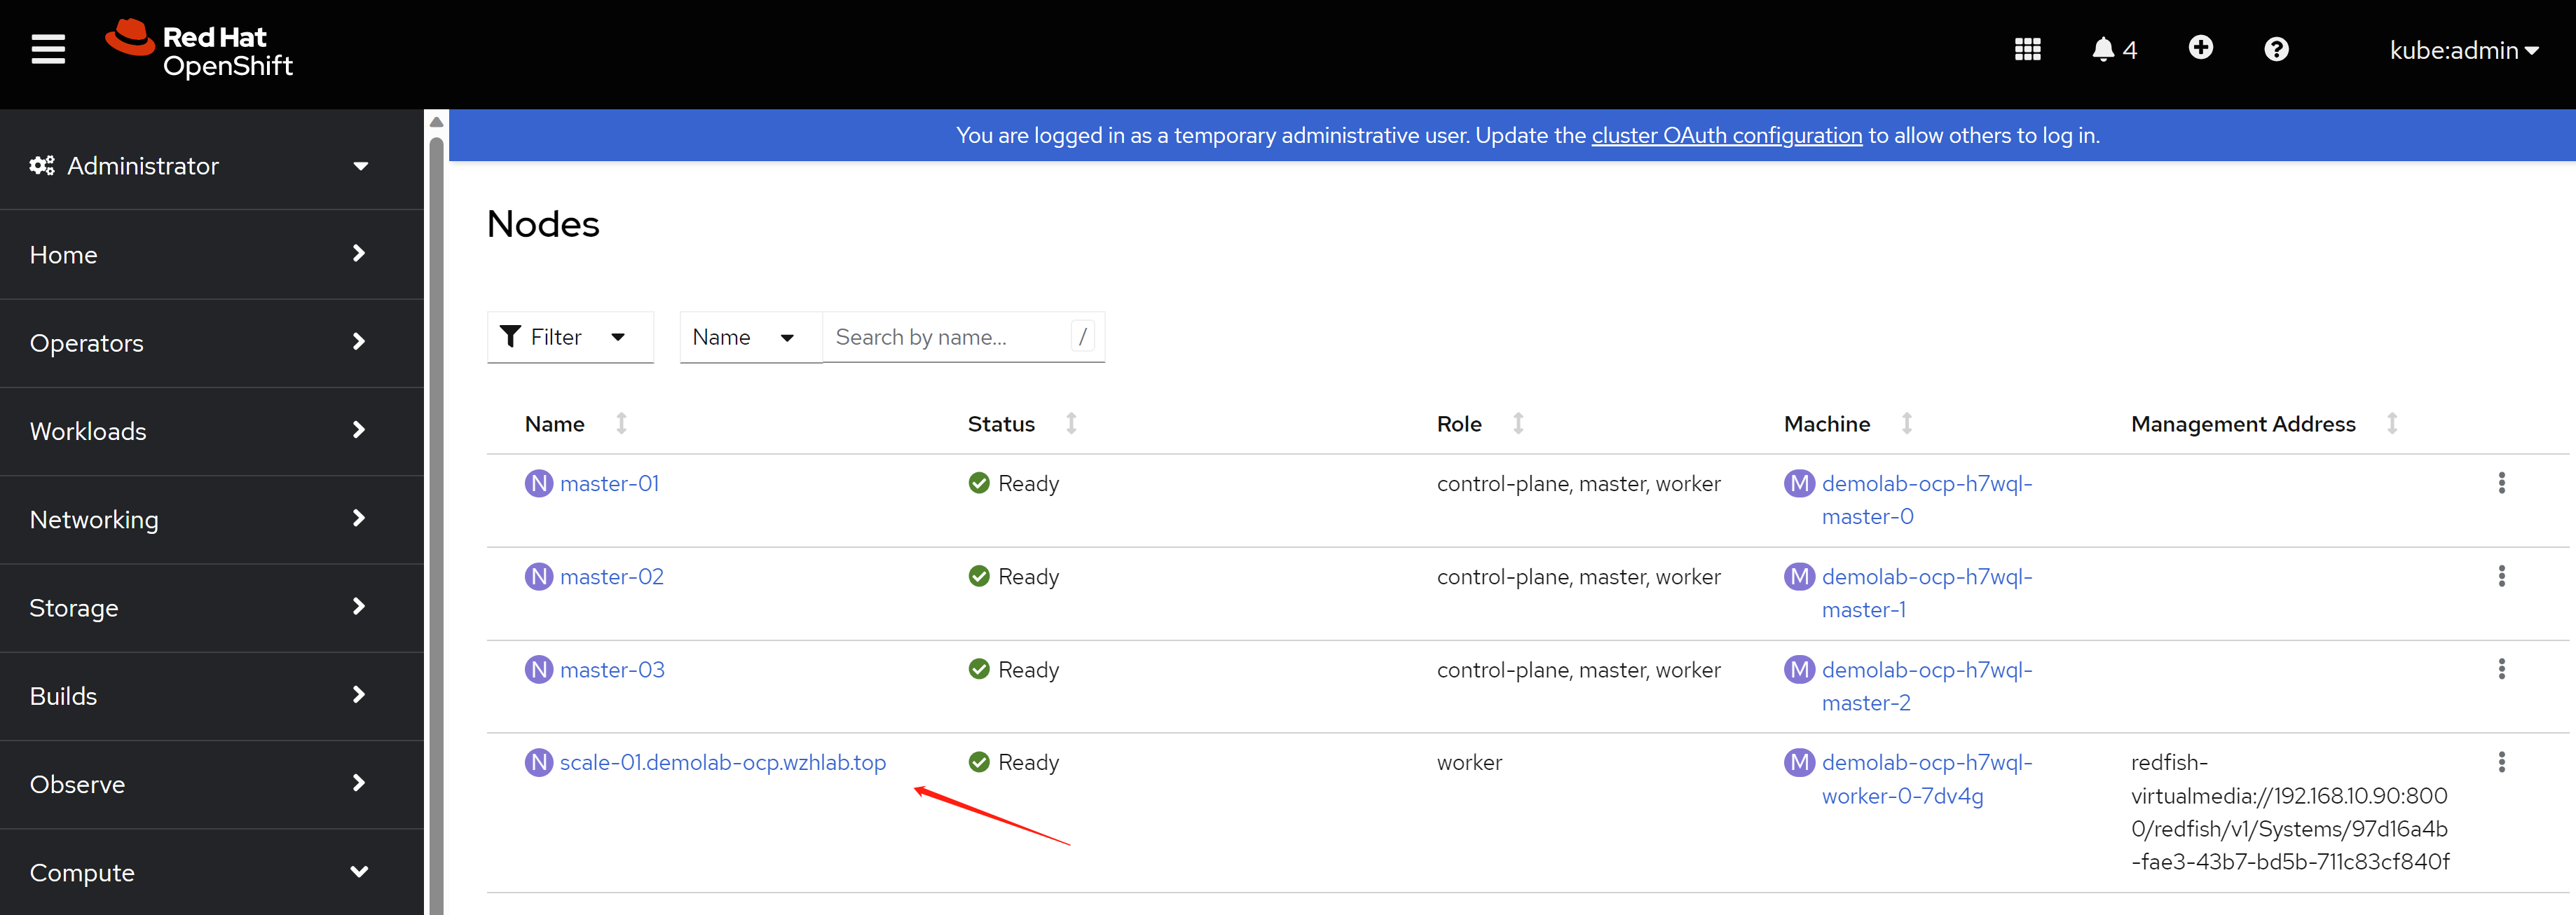 Red Hat
OpenShift
4
kube:admin
You are logged in as a temporary administrative user. Update the cluster OAuth configuration to allow others to log in.
Administrator
Home
Operators
Workloads
Networking
Storage
Builds
Observe
Compute
Nodes
Filter
Name
Search by name...
/
Name
Status
Role
Machine
Management Address
N master-01
Ready
control-plane, master, worker
M demolab-ocp-h7wql-
master-0
N master-02
Ready
control-plane, master, worker
M demolab-ocp-h7wql-
master-1
N master-03
Ready
control-plane, master, worker
M demolab-ocp-h7wql-
master-2
N scale-01.demolab-ocp.wzhlab.top
Ready
worker
M demolab-ocp-h7wql-
worker-0-7dv4g
redfish-
virtualmedia://192.168.10.90:800
0/redfish/v1/Systems/97d16a4b
-fae3-43b7-bd5b-711c83cf840f